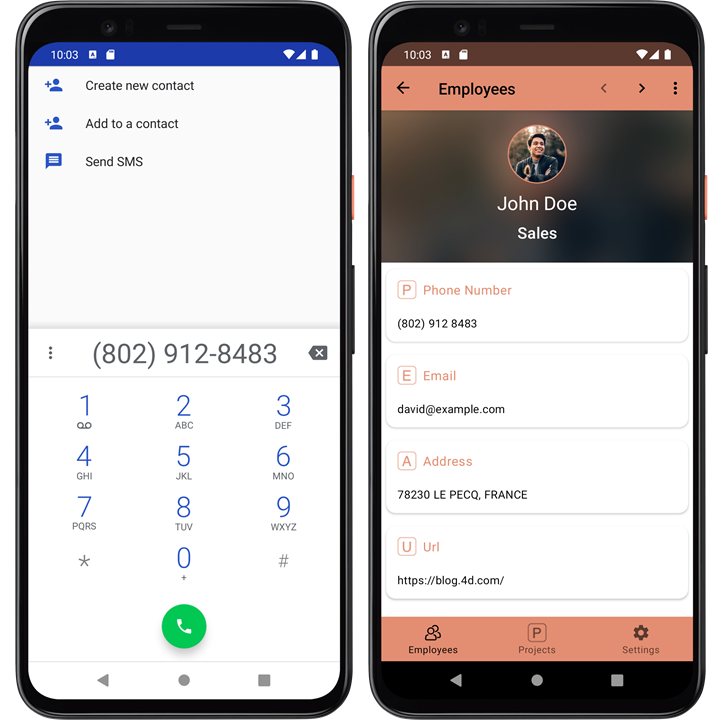 10:03
Create new contact
Add to a contact
Send SMS
(802) 912-8483
1 2 3
ABC DEF
4 5 6
GHI JKL MNO
7 8 9
PQRS TUV WXYZ
* 0 #
+
10:03
Employees
John Doe
Sales
P Phone Number
(802) 912 8483
E Email
david@example.com
A Address
78230 LE PECQ, FRANCE
U Url
https://blog.4d.com/
P
Employees Projects Settings